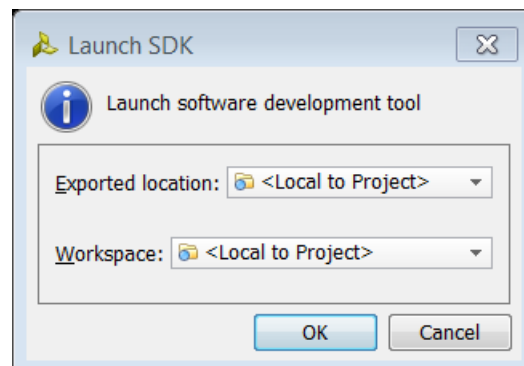 Launch SDK
Launch software development tool
Exported location: <Local to Project>
Workspace: <Local to Project>
OK Cancel